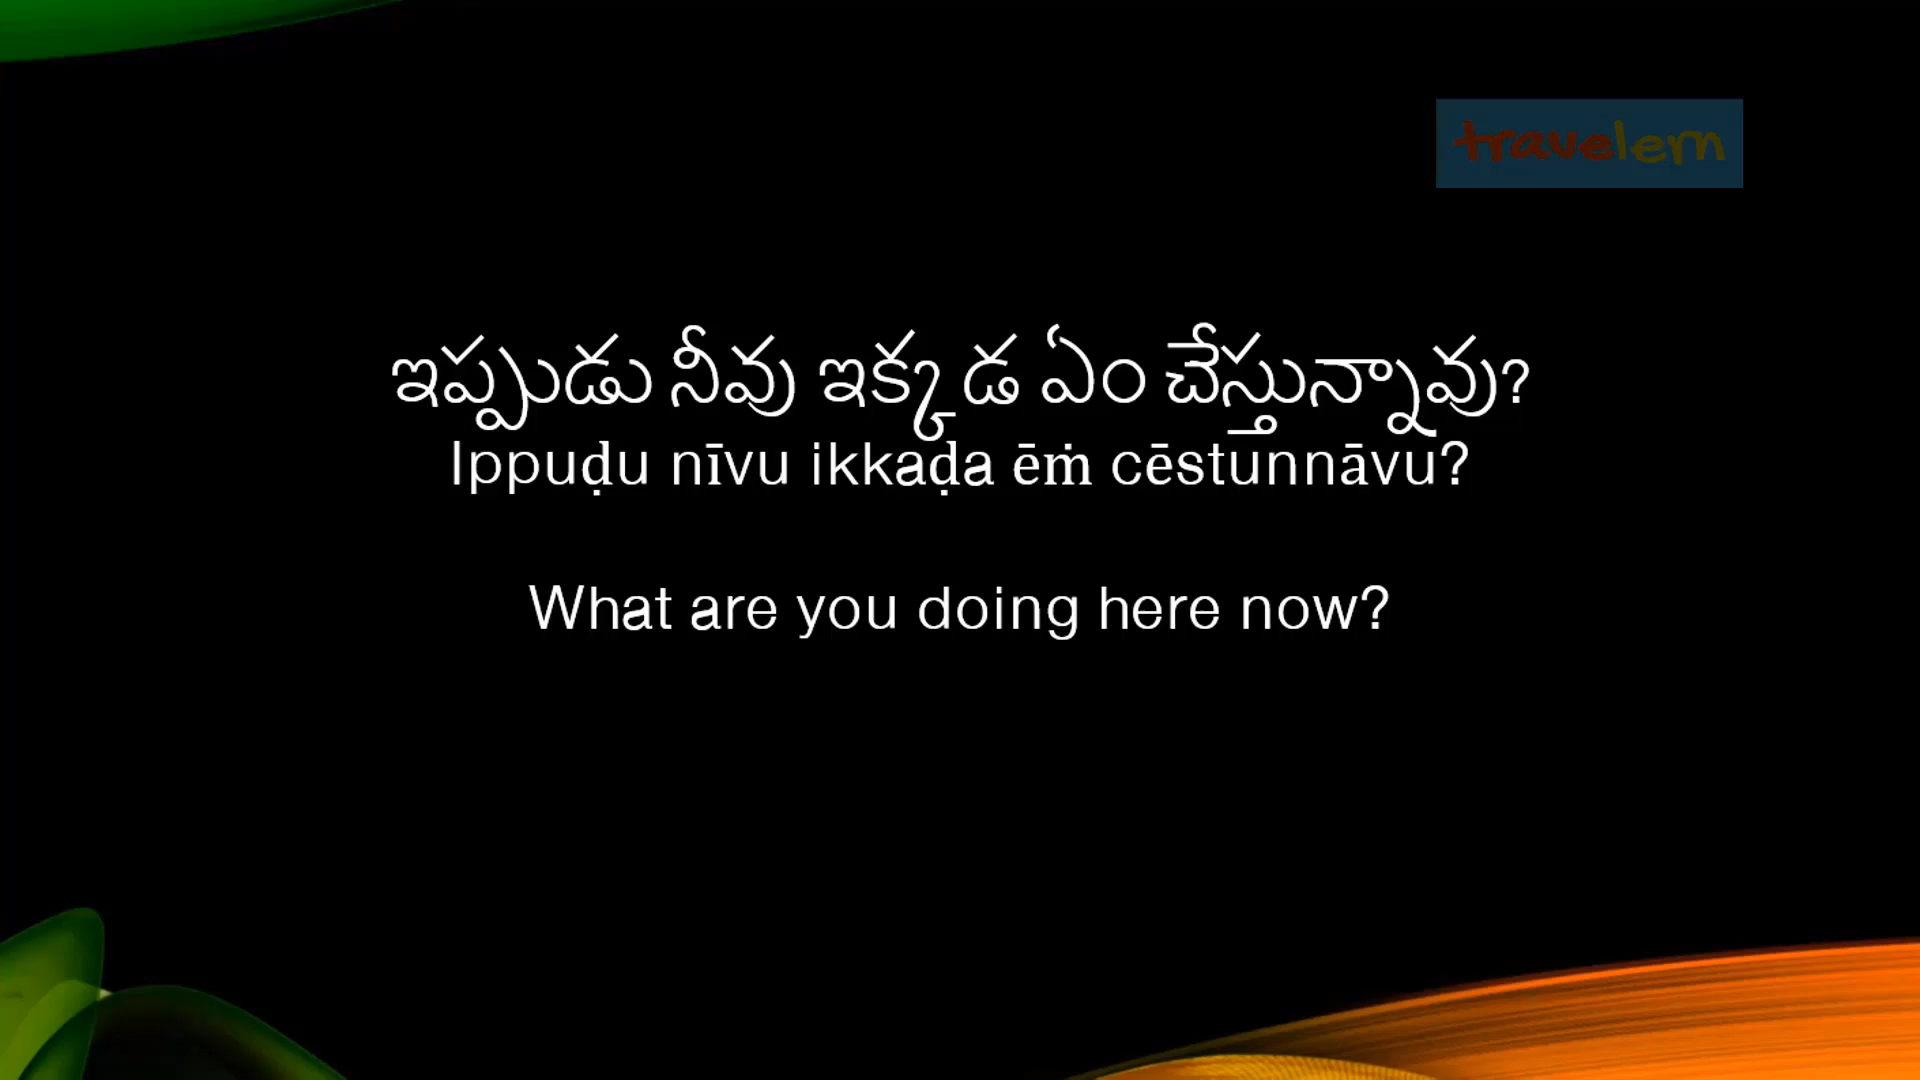 travelern
ఇప్పుడు నీవు ఇక్కడ ఏం చేస్తున్నావు?
Ippuḍu nīvu ikkaḍa ēṁ cēstunnāvu?
What are you doing here now?